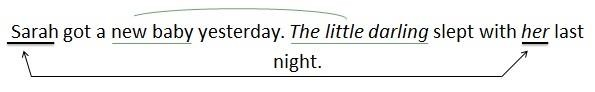 Sarah got a new baby yesterday. The little darling slept with her last
night.